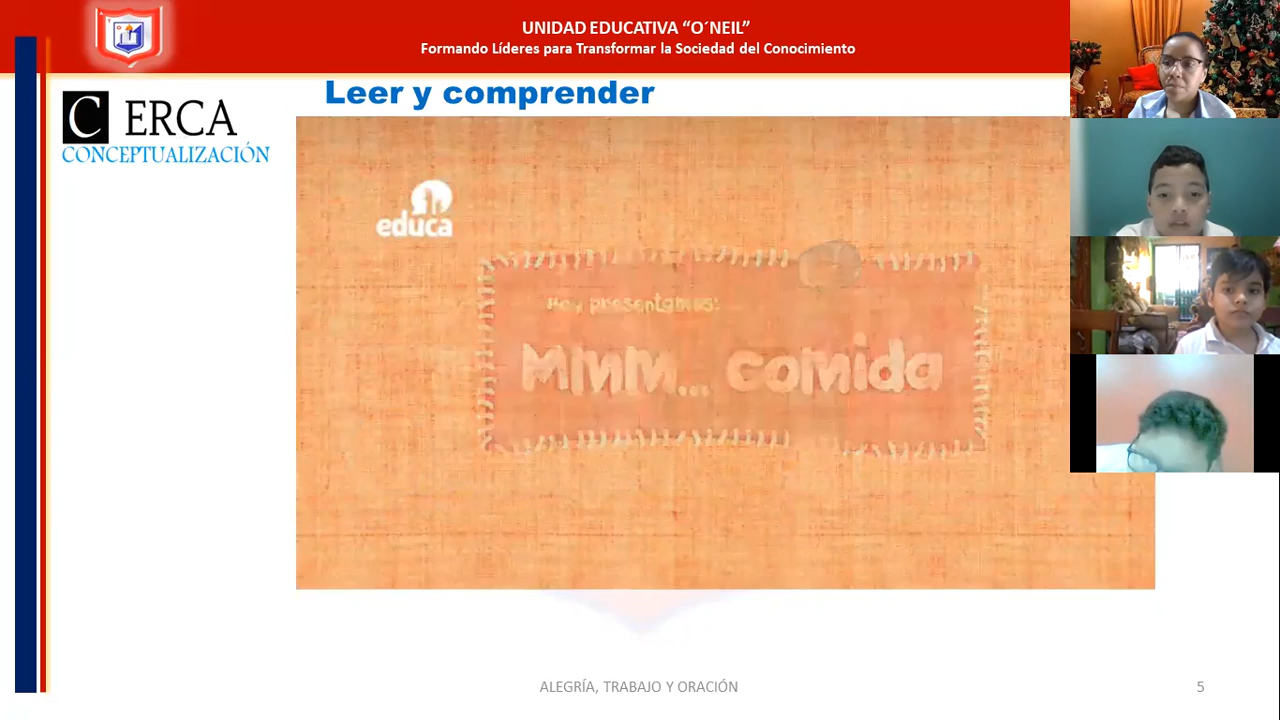 UNIDAD EDUCATIVA “O´NEIL”
Formando Líderes para Transformar la Sociedad del Conocimiento
Leer y comprender
C ERCA
CONCEPTUALIZACIÓN
educa
Hoy presentamos:
MMM... COMida
ALEGRÍA, TRABAJO Y ORACIÓN
5